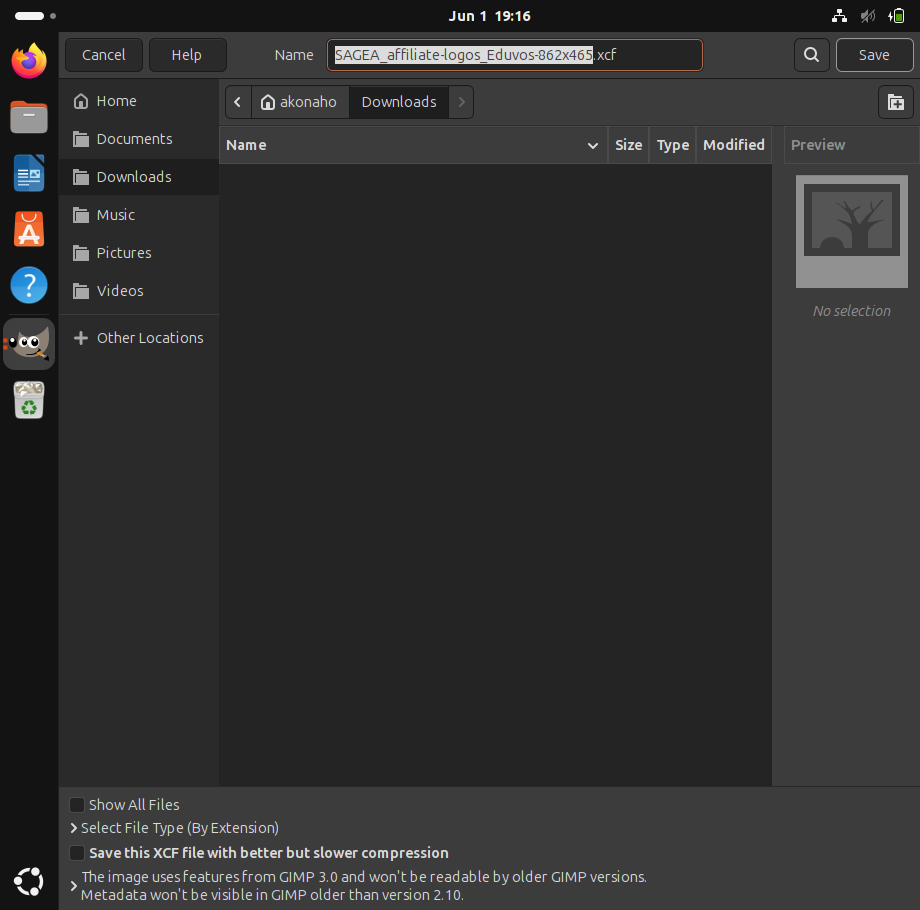 Jun 1 19:16
Cancel
Help
Name
SAGEA_affiliate-logos_Eduvos-862x465.xcf
Save
Home
Documents
Downloads
Music
Pictures
Videos
Other Locations
akonaho
Downloads
Name
Size
Type
Modified
Preview
No selection
Show All Files
Select File Type (By Extension)
Save this XCF file with better but slower compression
The image uses features from GIMP 3.0 and won't be readable by older GIMP versions.
Metadata won't be visible in GIMP older than version 2.10.